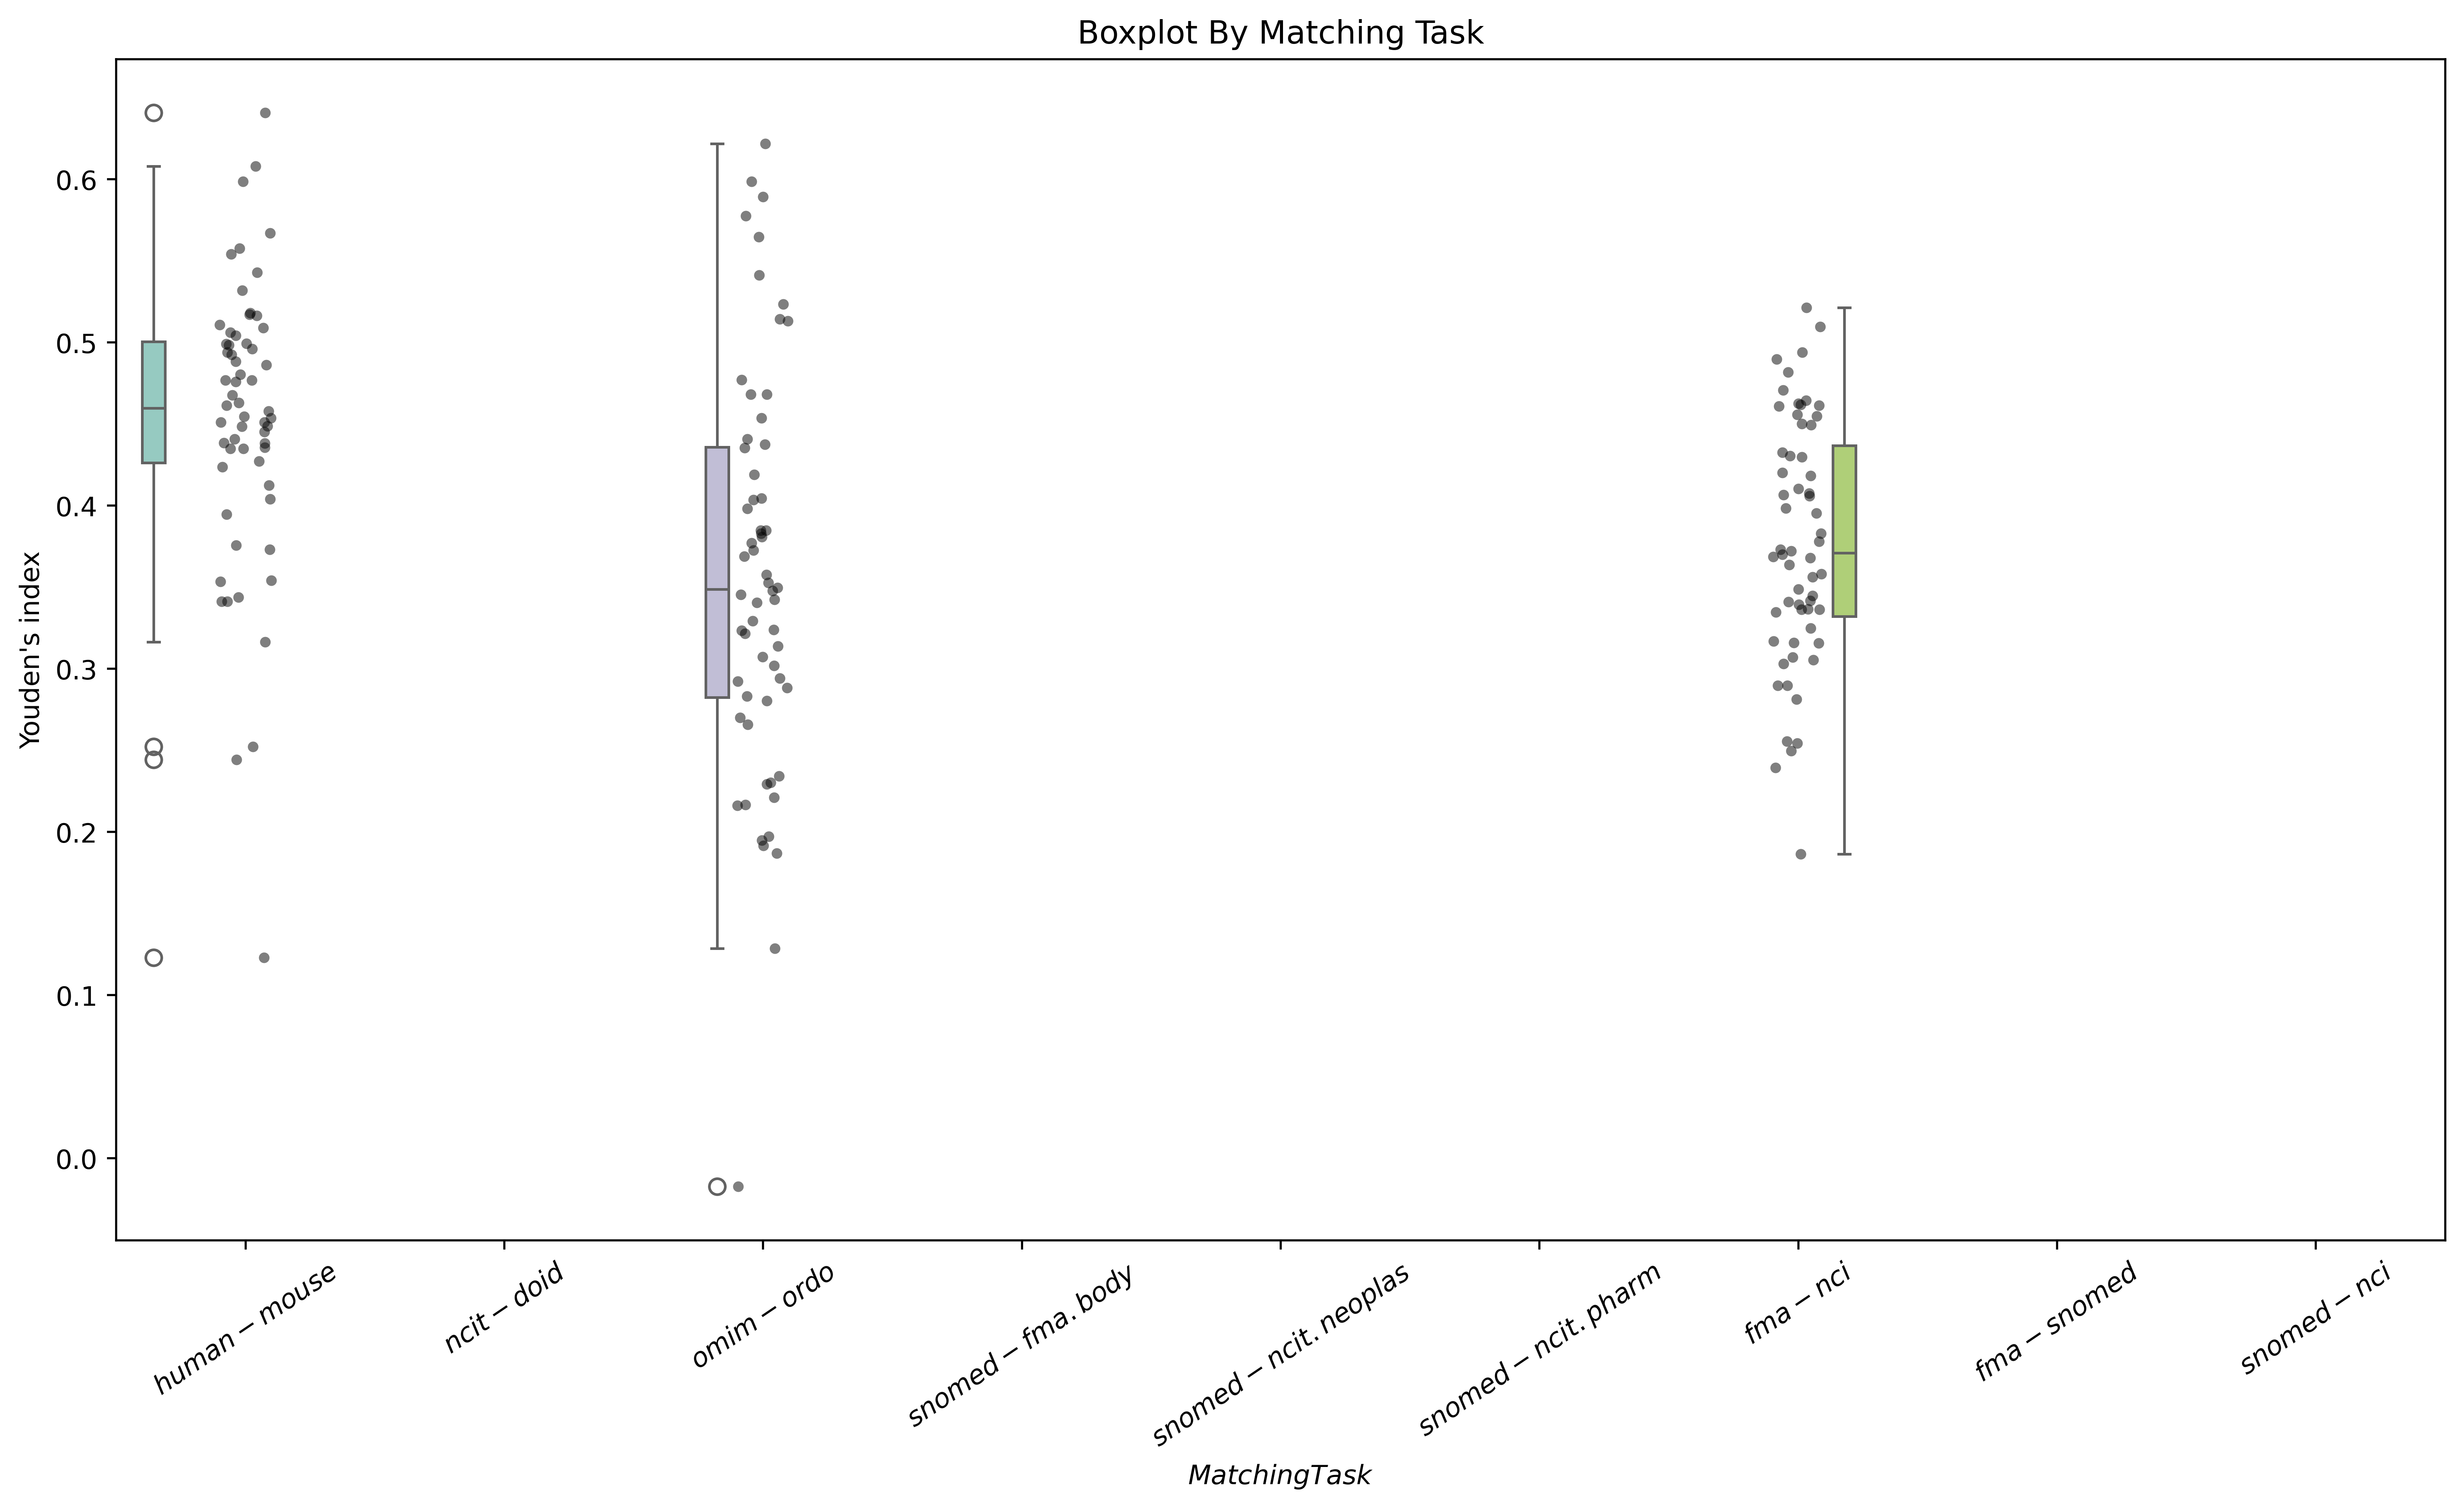 Boxplot By Matching Task
Youden's index
0.6
0.5
0.4
0.3
0.2
0.1
0.0
human − mouse
ncit − doid
omim − ordo
snomed − fma. body
snomed − ncit. neoplas
snomed − ncit. pharm
fma − nci
fma − snomed
snomed − nci
MatchingTask